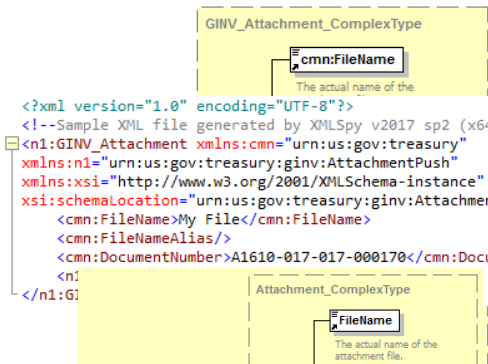 GINV_Attachment_ComplexType
cmn:FileName
The actual name of the
<?xml version="1.0" encoding="UTF-8"?>
<!--Sample XML file generated by XMLSpy v2017 sp2 (x64
<n1:GINV_Attachment xmlns:cmn="urn:us:gov:treasury"
xmlns:n1="urn:us:gov:treasury:ginv:AttachmentPush"
xmlns:xsi="http://www.w3.org/2001/XMLSchema-instance"
xsi:schemaLocation="urn:us:gov:treasury:ginv:Attachmen
<cmn:FileName>My File</cmn:FileName>
<cmn:FileNameAlias/>
<cmn:DocumentNumber>A1610-017-017-000170</cmn:Docu
<n1
</n1:GI
Attachment_ComplexType
FileName
The actual name of the
attachment file.